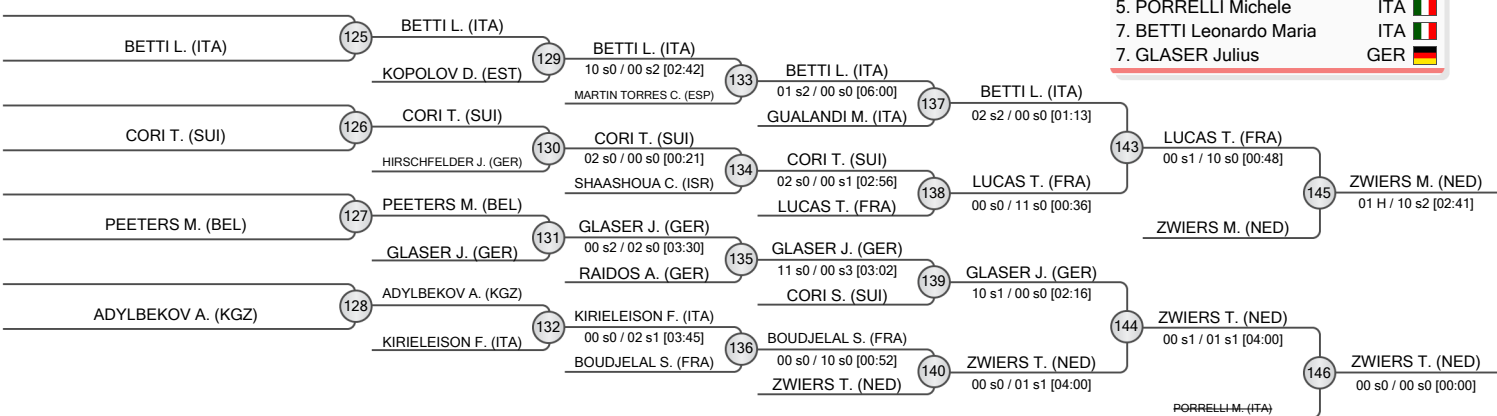 5. PORRELLI Michele ITA
7. BETTI Leonardo Maria ITA
7. GLASER Julius GER
BETTI L. (ITA)
125
BETTI L. (ITA)
KOPOLOV D. (EST)
129
BETTI L. (ITA)
10 s0 / 00 s2 [02:42]
MARTIN TORRES C. (ESP)
133
BETTI L. (ITA)
01 s2 / 00 s0 [06:00]
GUALANDI M. (ITA)
137
BETTI L. (ITA)
02 s2 / 00 s0 [01:13]
CORI T. (SUI)
126
CORI T. (SUI)
HIRSCHFELDER J. (GER)
130
CORI T. (SUI)
02 s0 / 00 s0 [00:21]
SHAASHOUA C. (ISR)
134
CORI T. (SUI)
02 s0 / 00 s1 [02:56]
LUCAS T. (FRA)
138
LUCAS T. (FRA)
00 s0 / 11 s0 [00:36]
143
LUCAS T. (FRA)
00 s1 / 10 s0 [00:48]
ZWIERS M. (NED)
145
ZWIERS M. (NED)
01 H / 10 s2 [02:41]
PEETERS M. (BEL)
127
PEETERS M. (BEL)
GLASER J. (GER)
131
GLASER J. (GER)
00 s2 / 02 s0 [03:30]
RAIDOS A. (GER)
135
GLASER J. (GER)
11 s0 / 00 s3 [03:02]
CORI S. (SUI)
139
GLASER J. (GER)
10 s1 / 00 s0 [02:16]
ADYLBEKOV A. (KGZ)
128
ADYLBEKOV A. (KGZ)
KIRIELEISON F. (ITA)
132
KIRIELEISON F. (ITA)
00 s0 / 02 s1 [03:45]
BOUDJELAL S. (FRA)
136
BOUDJELAL S. (FRA)
00 s0 / 10 s0 [00:52]
ZWIERS T. (NED)
140
ZWIERS T. (NED)
00 s0 / 01 s1 [04:00]
144
ZWIERS T. (NED)
00 s1 / 01 s1 [04:00]
PORRELLI M. (ITA)
146
ZWIERS T. (NED)
00 s0 / 00 s0 [00:00]